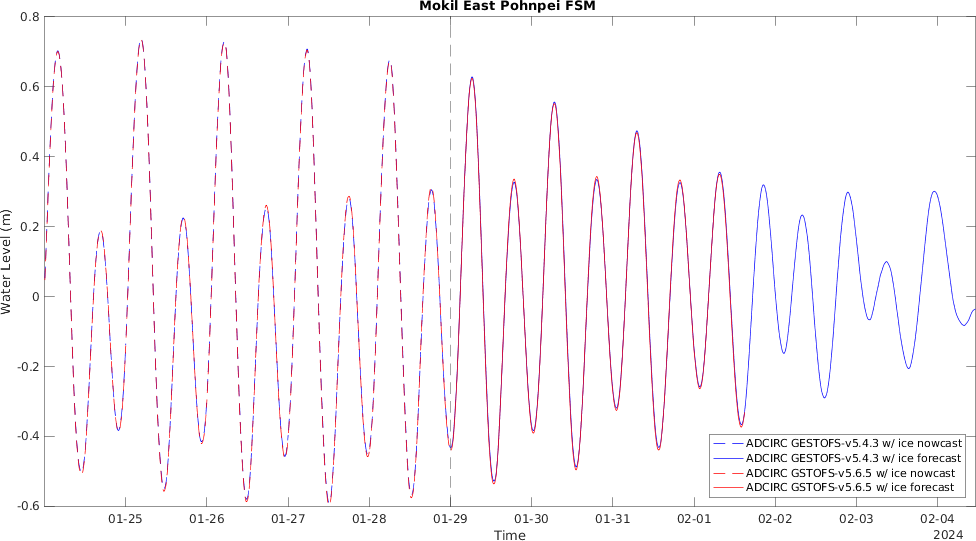 Mokil East Pohnpei FSM
0.8
0.6
0.4
0.2
0
-0.2
-0.4
-0.6
Water Level (m)
01-25
01-26
01-27
01-28
01-29
01-30
01-31
02-01
02-02
02-03
02-04
Time
2024
ADCIRC GESTOFS-v5.4.3 w/ ice nowcast
ADCIRC GESTOFS-v5.4.3 w/ ice forecast
ADCIRC GSTOFS-v5.6.5 w/ ice nowcast
ADCIRC GSTOFS-v5.6.5 w/ ice forecast